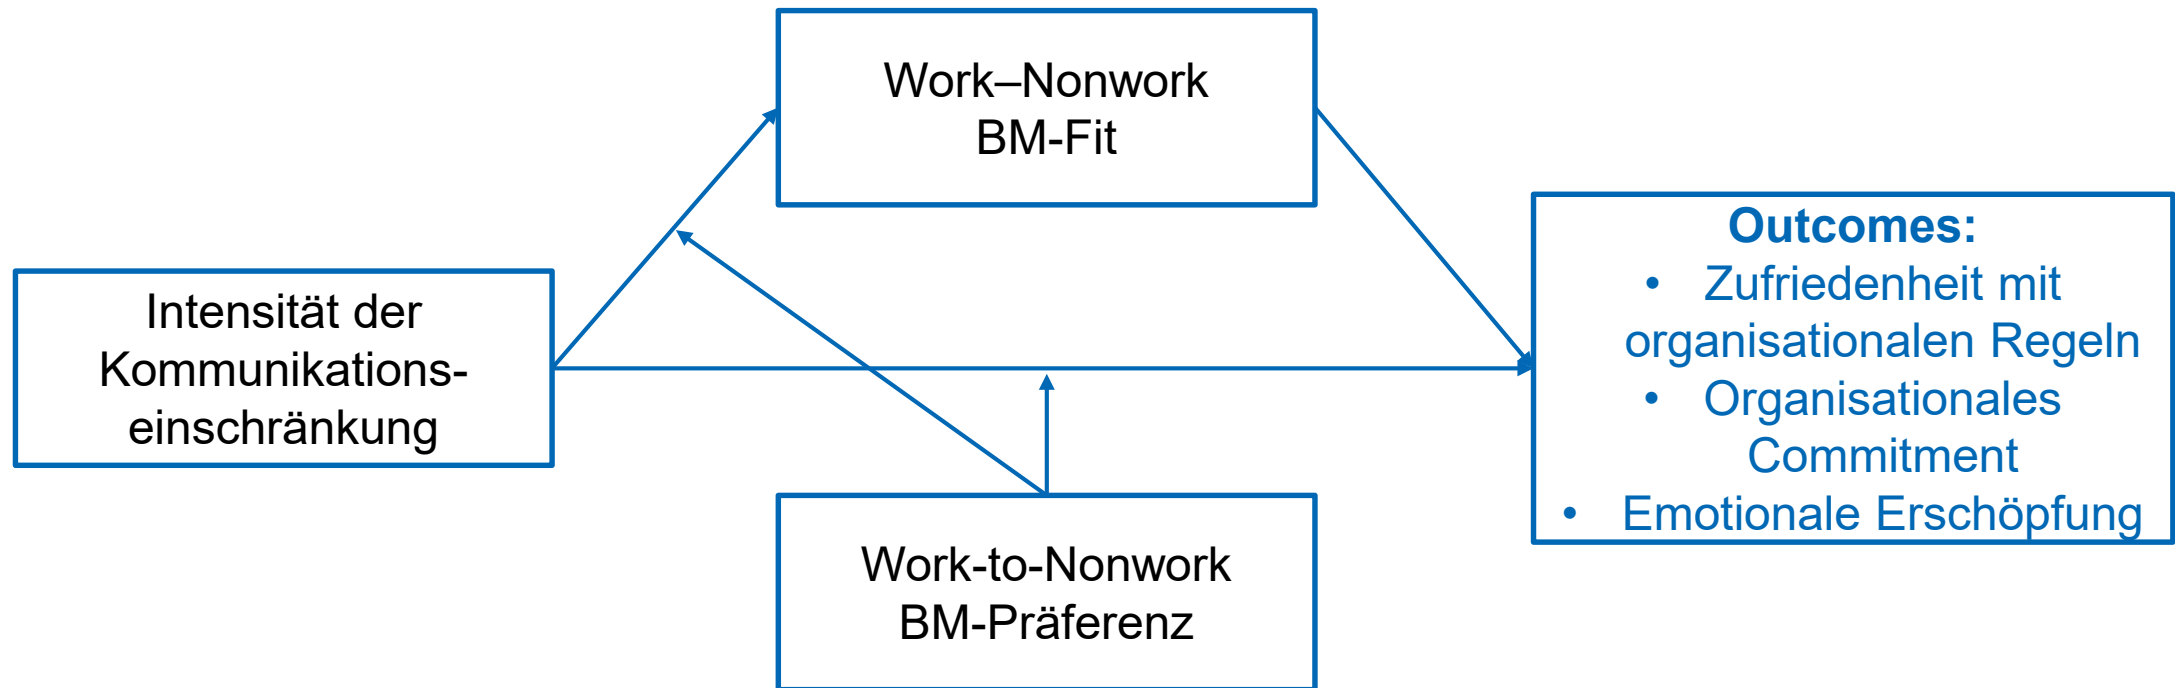 Work–Nonwork
BM-Fit
Intensität der
Kommunikations-
einschränkung
Outcomes:
• Zufriedenheit mit
organisationalen Regeln
• Organisationales
Commitment
• Emotionale Erschöpfung
Work-to-Nonwork
BM-Präferenz